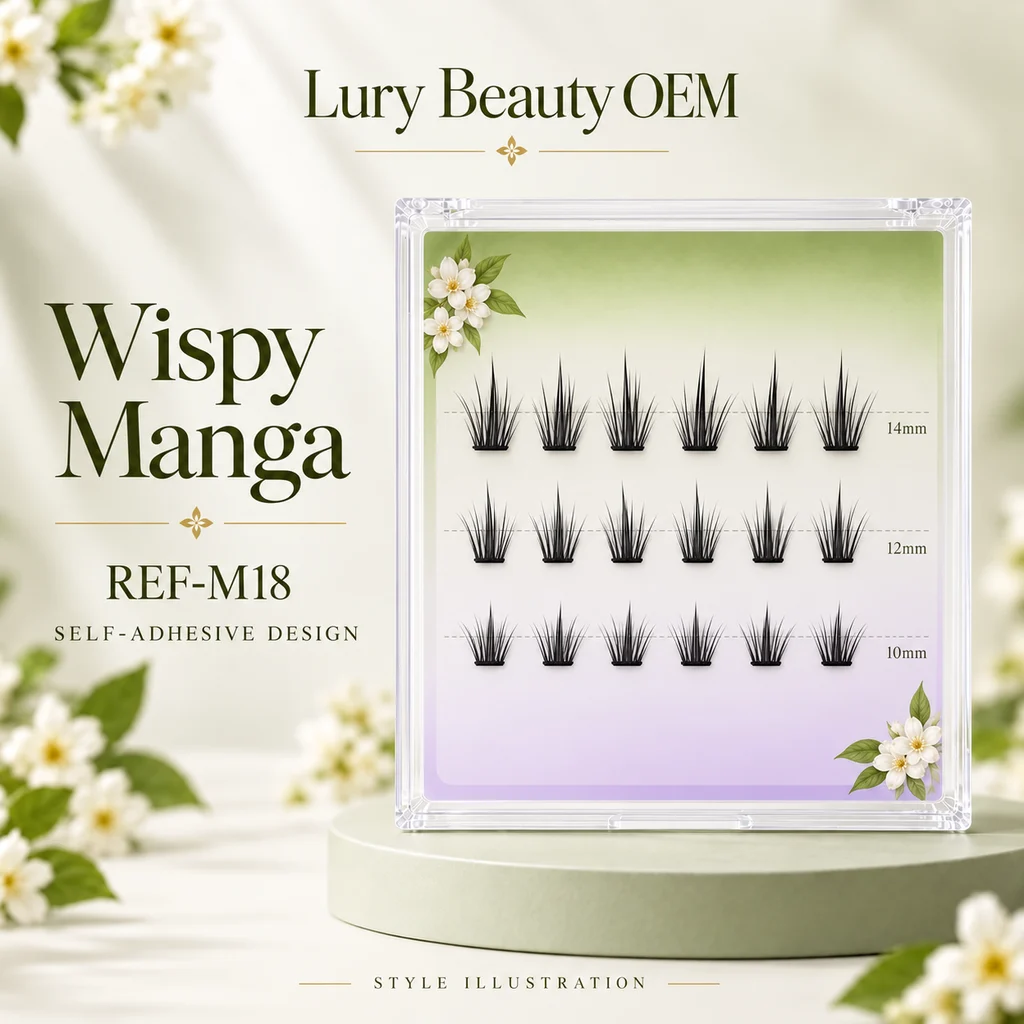 Lury Beauty OEM
Wispy
Manga
REF-M18
SELF-ADHESIVE DESIGN
14mm
12mm
10mm
STYLE ILLUSTRATION